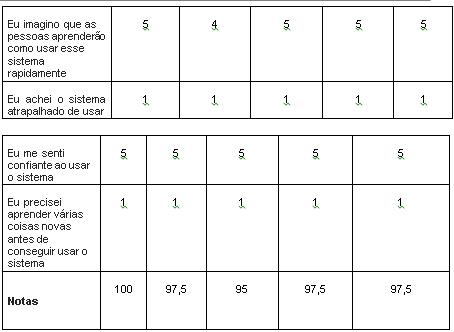 Eu imagino que as
pessoas aprenderão
como usar esse
sistema
rapidamente
5 4 5 5 5
Eu achei o sistema
atrapalhado de usar
1 1 1 1 1
Eu me senti
confiante ao usar
o sistema
5 5 5 5 5
Eu precisei
aprender várias
coisas novas
antes de
conseguir usar o
sistema
1 1 1 1 1
Notas
100 97,5 95 97,5 97,5